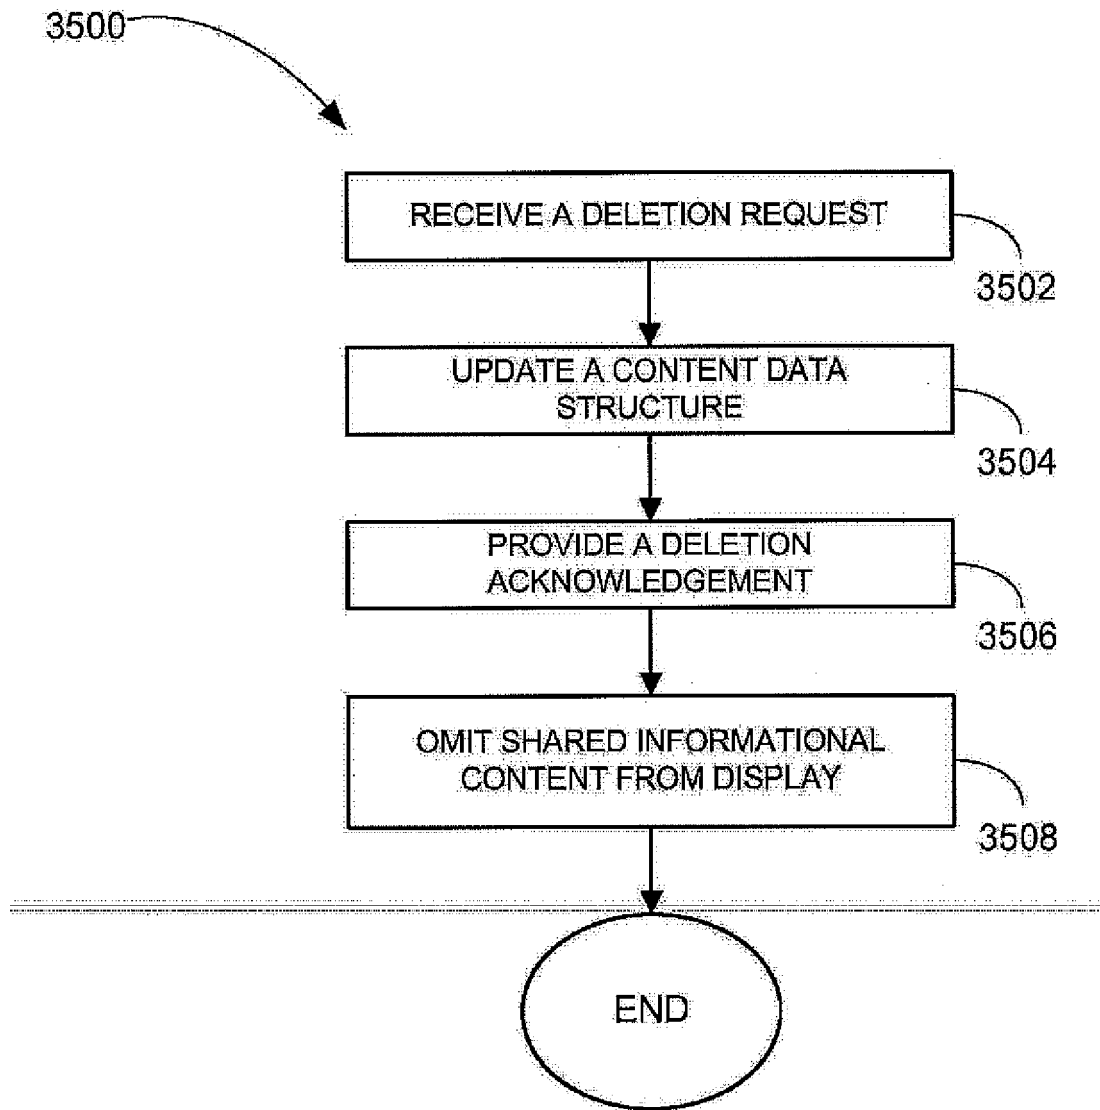 3500
RECEIVE A DELETION REQUEST
3502
UPDATE A CONTENT DATA
STRUCTURE
3504
PROVIDE A DELETION
ACKNOWLEDGEMENT
3506
OMIT SHARED INFORMATIONAL
CONTENT FROM DISPLAY
3508
END